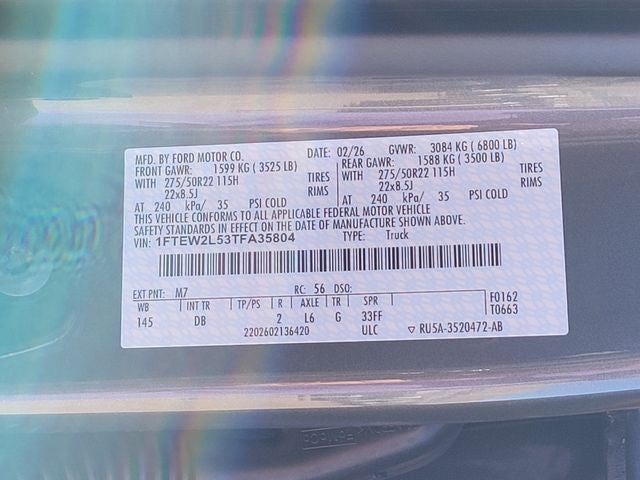 MFD. BY FORD MOTOR CO. DATE: 02/26 GVWR: 3084 KG ( 6800 LB)
FRONT GAWR: 1599 KG ( 3525 LB) REAR GAWR: 1588 KG ( 3500 LB)
WITH 275/50R22 115H TIRES WITH 275/50R22 115H TIRES
22x8.5J RIMS 22x8.5J RIMS
AT 240 kPa/ 35 PSI COLD AT 240 kPa/ 35 PSI COLD
THIS VEHICLE CONFORMS TO ALL APPLICABLE FEDERAL MOTOR VEHICLE
SAFETY STANDARDS IN EFFECT ON THE DATE OF MANUFACTURE SHOWN ABOVE.
VIN: 1FTEW2L53TFA35804 TYPE: Truck
EXT PNT: M7 RC: 56 DSO:
WB INT TR TP/PS R AXLE TR SPR F0162
145 DB 2 L6 G 33FF T0663
2202602136420 ULC ▽ RU5A-3520472-AB